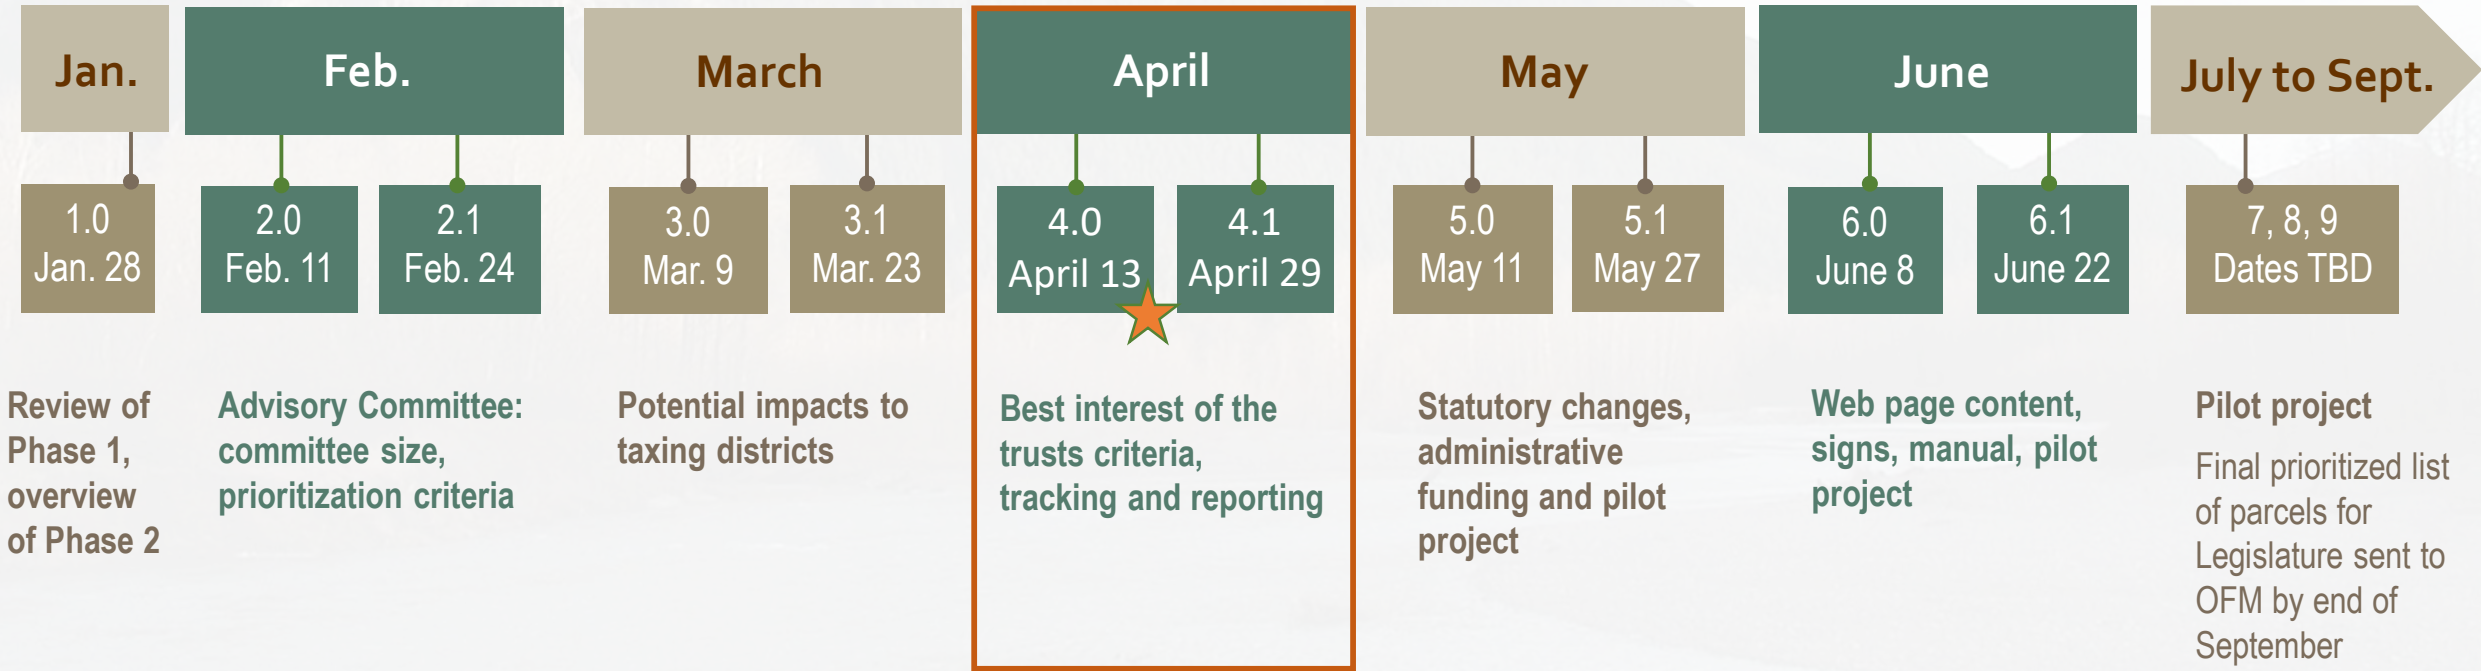 Jan.
Feb.
March
April
May
June
July to Sept.
1.0
Jan. 28
2.0
Feb. 11
2.1
Feb. 24
3.0
Mar. 9
3.1
Mar. 23
4.0
April 13
4.1
April 29
5.0
May 11
5.1
May 27
6.0
June 8
6.1
June 22
7, 8, 9
Dates TBD
Review of
Phase 1,
overview
of Phase 2
Advisory Committee:
committee size,
prioritization criteria
Potential impacts to
taxing districts
Best interest of the
trusts criteria,
tracking and reporting
Statutory changes,
administrative
funding and pilot
project
Web page content,
signs, manual, pilot
project
Pilot project
Final prioritized list
of parcels for
Legislature sent to
OFM by end of
September